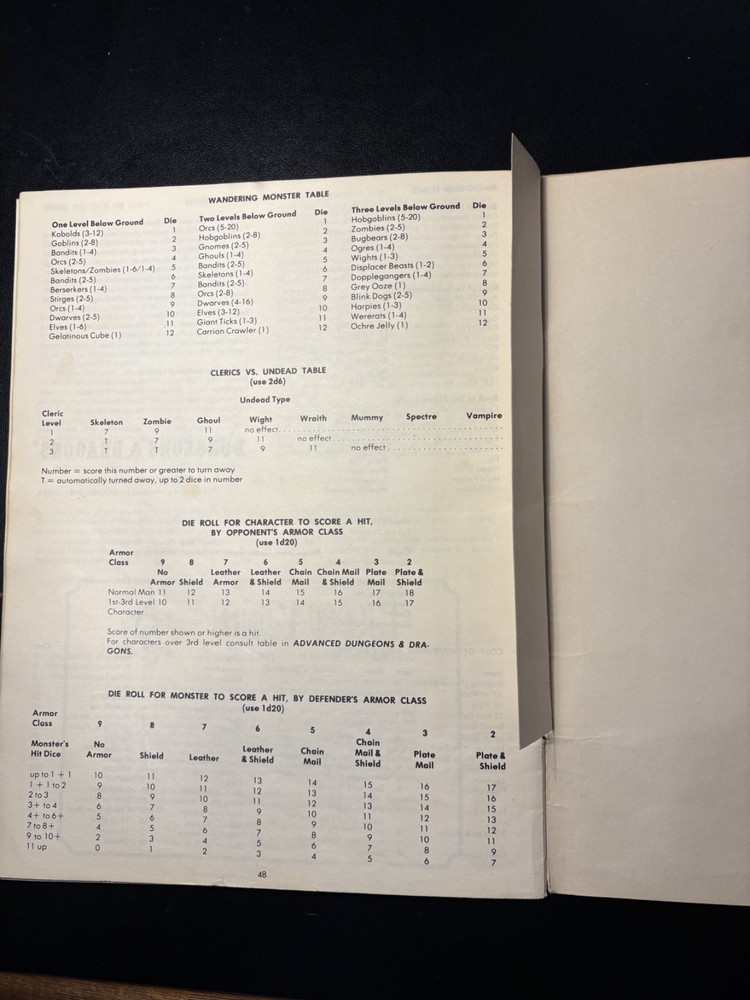 WANDERING MONSTER TABLE
One Level Below Ground Die Two Levels Below Ground Die Three Levels Below Ground Die
Kobolds (3-12) 1 Orcs (5-20) 1 Hobgoblins (5-20) 1
Goblins (2-8) 2 Hobgoblins (2-8) 2 Zombies (2-5) 2
Bandits (1-4) 3 Gnomes (2-5) 3 Bugbears (2-8) 3
Orcs (2-5) 4 Ghouls (1-4) 4 Ogres (1-4) 4
Skeletons/Zombies (1-6/1-4) 5 Bandits (2-5) 5 Wights (1-3) 5
Bandits (2-5) 6 Skeletons (1-4) 6 Displacer Beasts (1-2) 6
Berserkers (1-4) 7 Bandits (2-5) 7 Dopplegangers (1-4) 7
Stirges (2-5) 8 Orcs (2-8) 8 Grey Ooze (1) 8
Orcs (1-4) 9 Dwarves (4-16) 9 Blink Dogs (2-5) 9
Dwarves (2-5) 10 Elves (3-12) 10 Harpies (1-3) 10
Elves (1-6) 11 Giant Ticks (1-3) 11 Wererats (1-4) 11
Gelatinous Cube (1) 12 Carrion Crawler (1) 12 Ochre Jelly (1) 12
CLERICS VS. UNDEAD TABLE
(use 2d6)
Undead Type
Cleric
Level Skeleton Zombie Ghoul Wight Wraith Mummy Spectre Vampire
1 7 9 11 no effect
2 T 7 9 11 no effect
3 T T 7 9 11 no effect
Number = score this number or greater to turn away
T = automatically turned away, up to 2 dice in number
DIE ROLL FOR CHARACTER TO SCORE A HIT,
BY OPPONENT'S ARMOR CLASS
(use 1d20)
Armor
Class 9 8 7 6 5 4 3 2
No Leather Leather Chain Chain Mail Plate Plate &
Armor Shield Armor & Shield Mail & Shield Mail Shield
Normal Man 11 12 13 14 15 16 17 18
1st-3rd Level 10 11 12 13 14 15 16 17
Character
Score of number shown or higher is a hit.
For characters over 3rd level consult table in ADVANCED DUNGEONS & DRA-
GONS.
DIE ROLL FOR MONSTER TO SCORE A HIT, BY DEFENDER'S ARMOR CLASS
(use 1d20)
Armor
Class 9 8 7 6 5 4 3 2
Chain
Monster's No Leather Chain Mail & Plate Plate &
Hit Dice Armor Shield Leather & Shield Mail Shield Mail Shield
up to 1 + 1 10 11 12 13 14 15 16 17
1 + 1 to 2 9 10 11 12 13 14 15 16
2 to 3 8 9 10 11 12 13 14 15
3+ to 4 6 7 8 9 10 11 12 13
4+ to 6+ 5 6 7 8 9 10 11 12
7 to 8+ 4 5 6 7 8 9 10 11
9 to 10+ 2 3 4 5 6 7 8 9
11 up 0 1 2 3 4 5 6 7
48